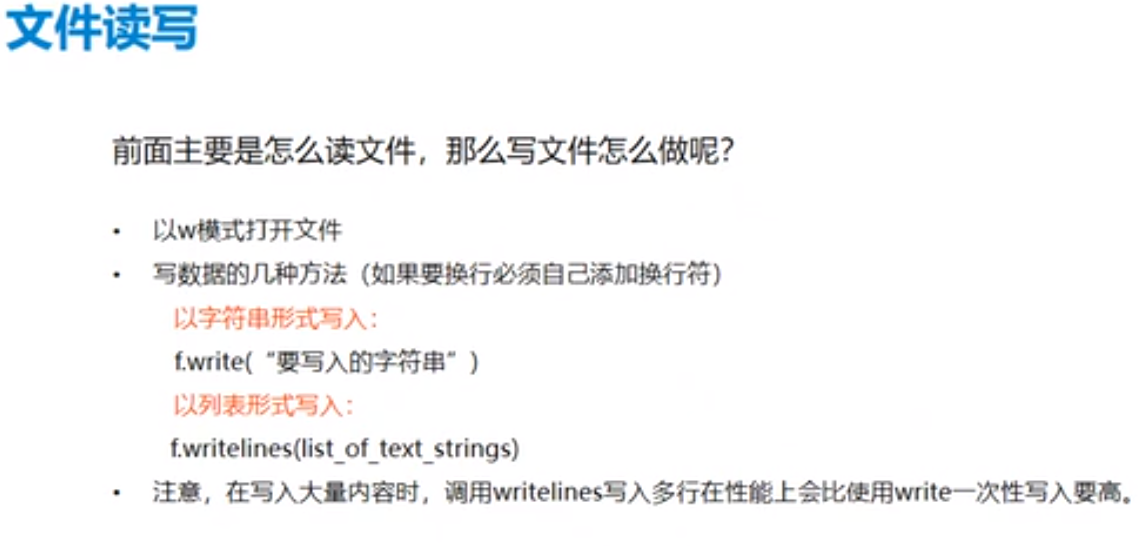 文件读写
前面主要是怎么读文件，那么写文件怎么做呢？
• 以w模式打开文件
• 写数据的几种方法（如果要换行必须自己添加换行符）
以字符串形式写入：
f.write(“要写入的字符串”)
以列表形式写入：
f.writelines(list_of_text_strings)
• 注意，在写入大量内容时，调用writelines写入多行在性能上会比使用write一次性写入要高。